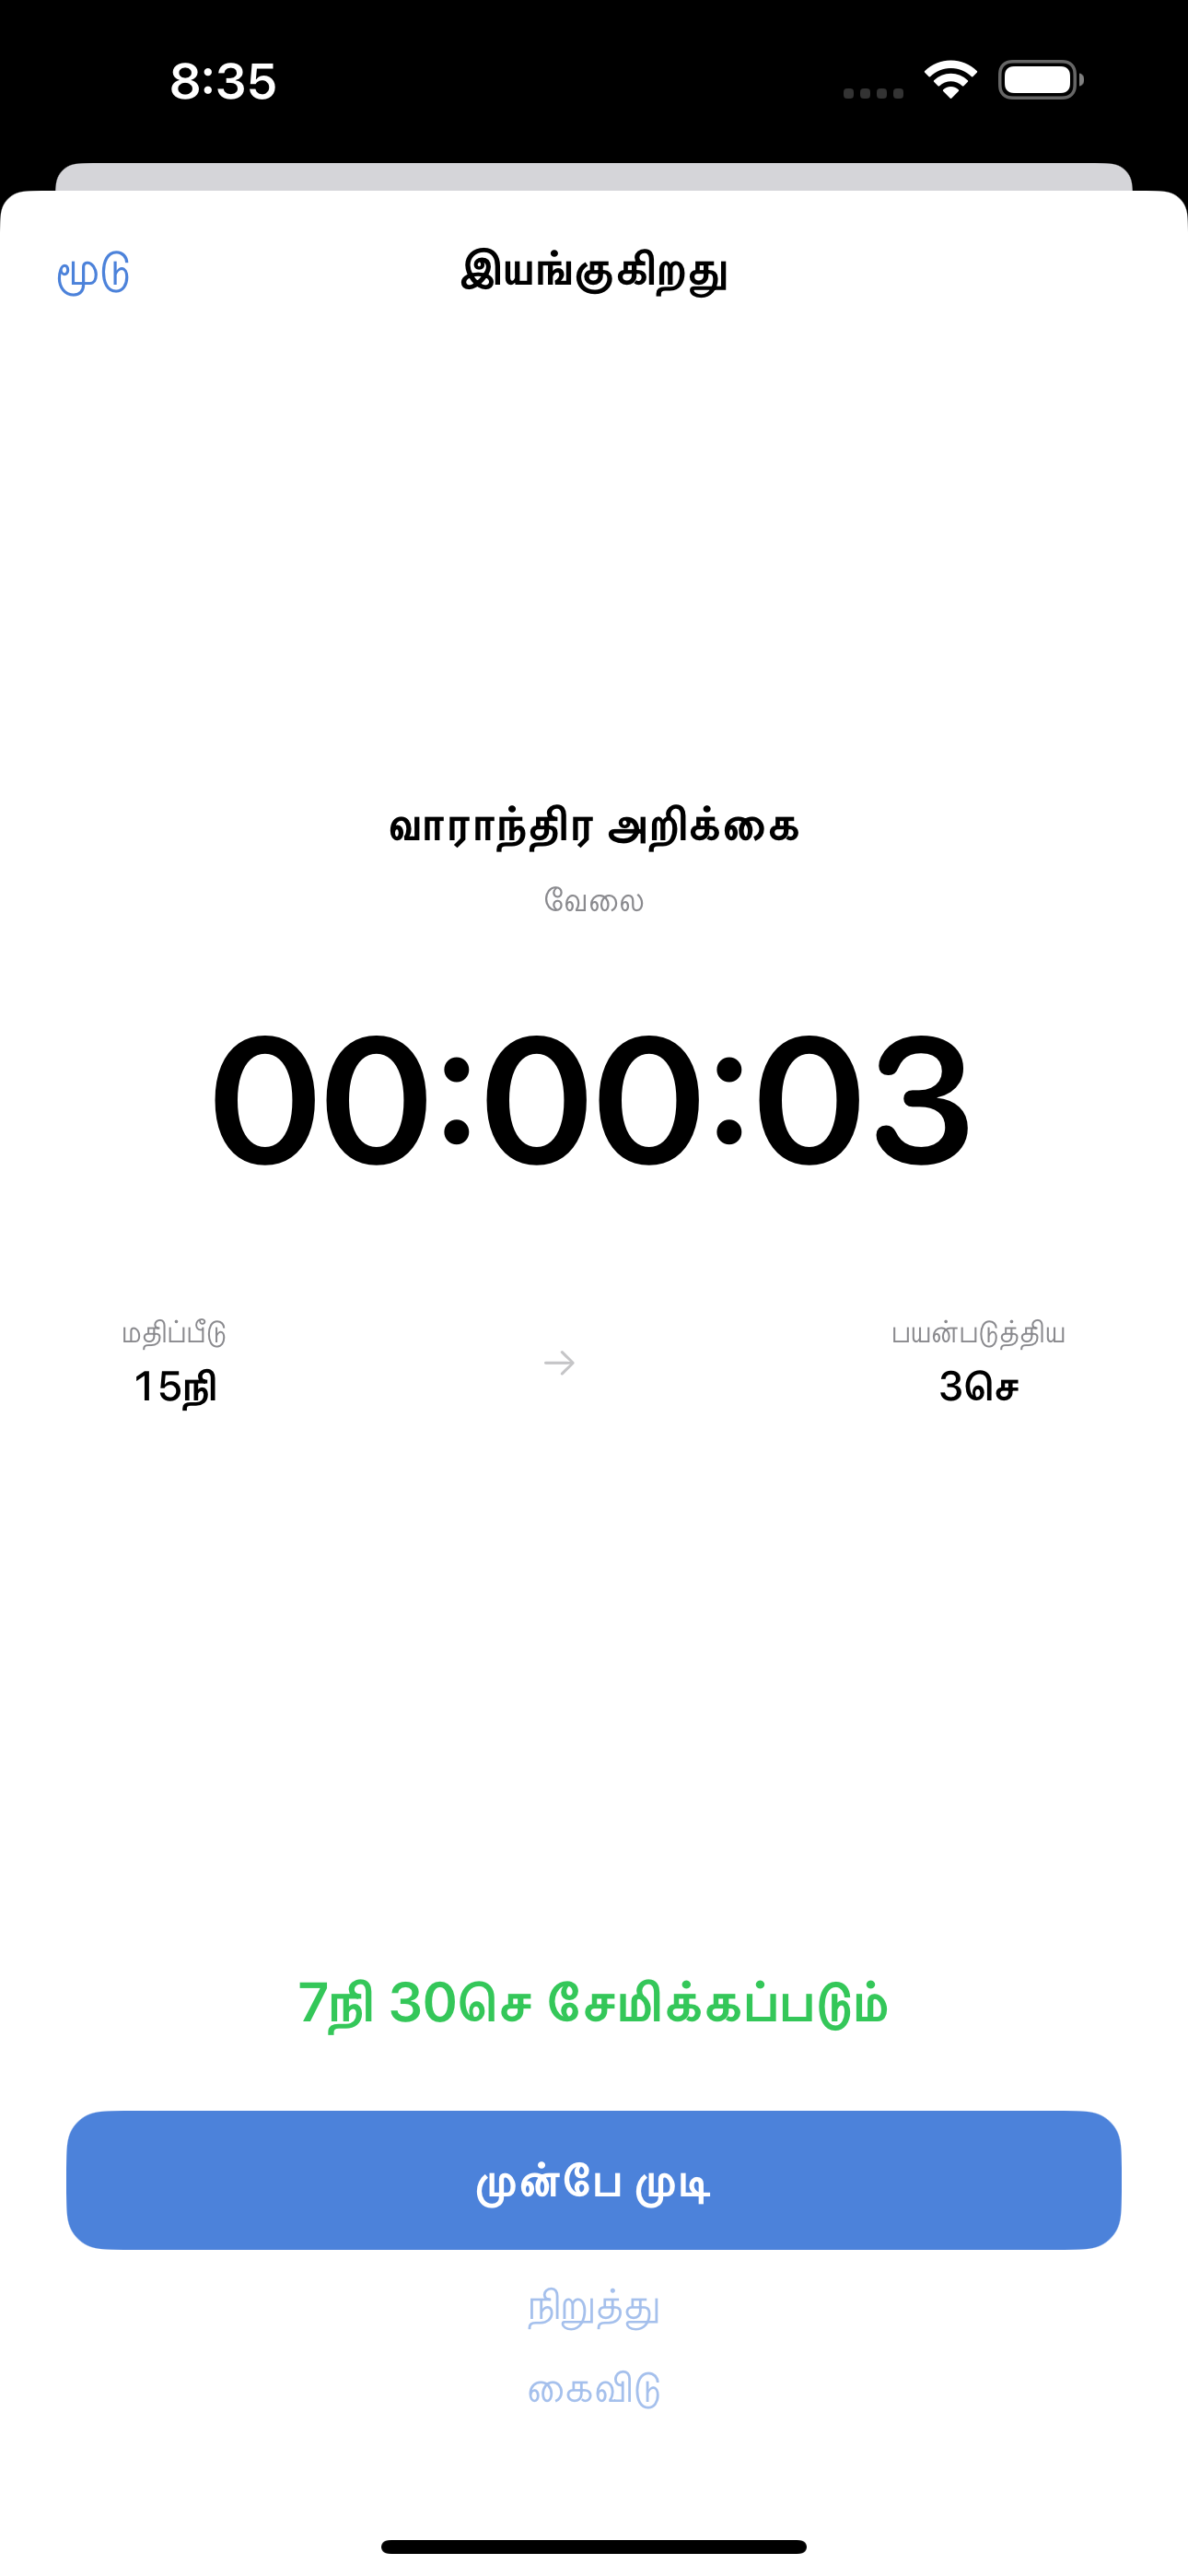 8:35
மூடு
இயங்குகிறது
வாராந்திர அறிக்கை
வேலை
00:00:03
மதிப்பீடு
பயன்படுத்திய
15நி
→
3செ
7நி 30செ சேமிக்கப்படும்
முன்பே முடி
நிறுத்து
கைவிடு